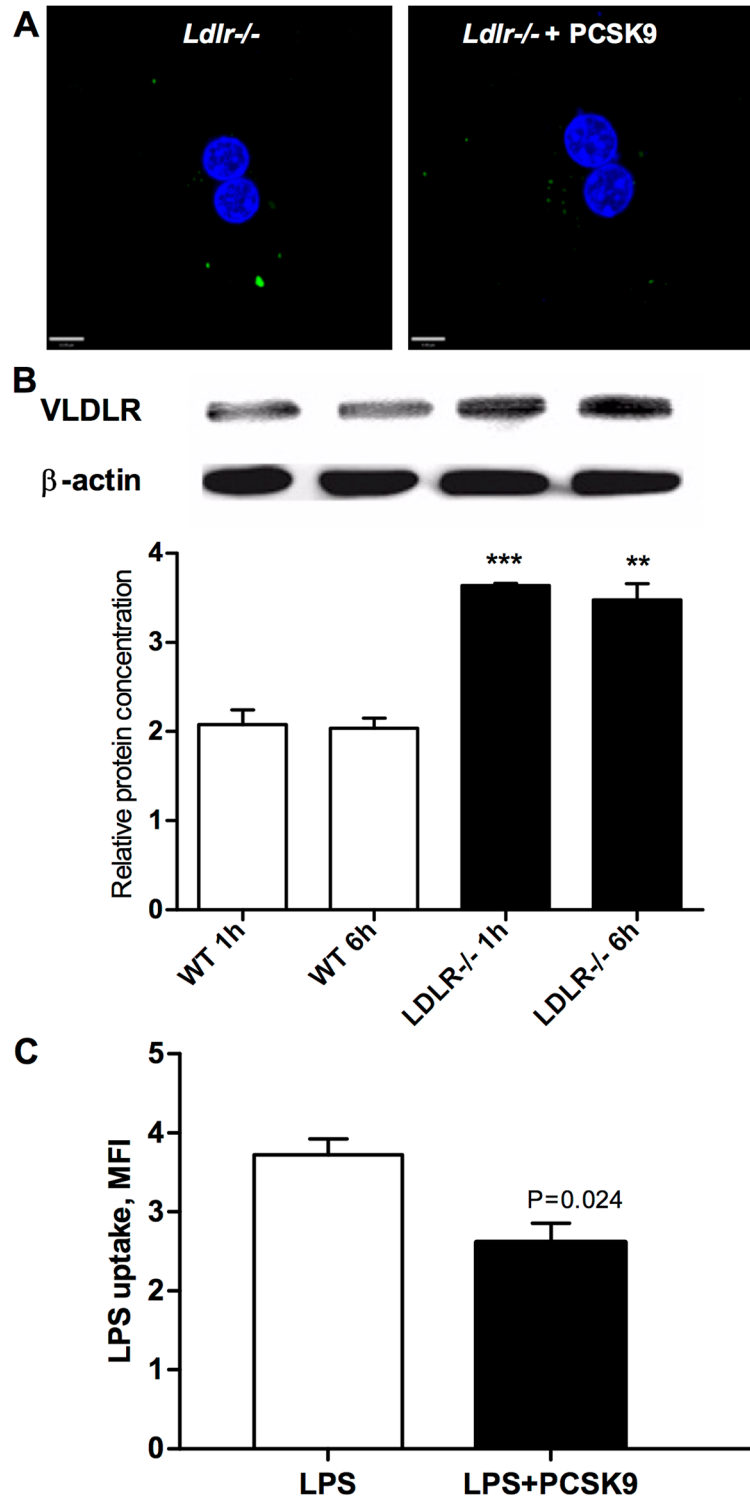 A
Ldlr-/-
Ldlr-/- + PCSK9
B
VLDLR
β-actin
Relative protein concentration
4
3
2
1
0
***
**
WT 1h
WT 6h
LDLR-/- 1h
LDLR-/- 6h
C
LPS uptake, MFI
5
4
3
2
1
0
P=0.024
LPS
LPS+PCSK9